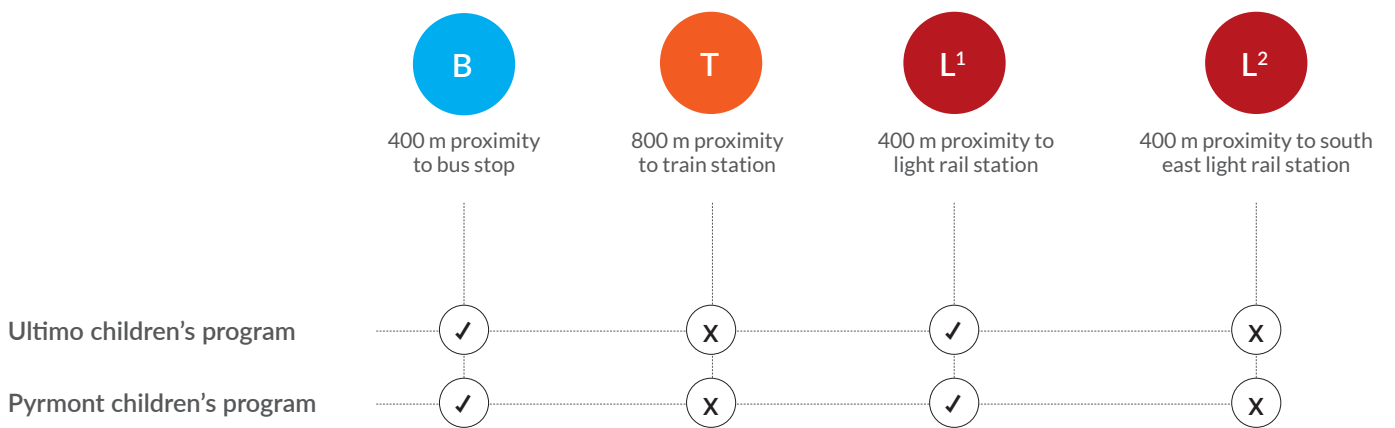 B
T
L¹
L²
400 m proximity
to bus stop
800 m proximity
to train station
400 m proximity to
light rail station
400 m proximity to south
east light rail station
Ultimo children’s program ✓ x ✓ x
Pyrmont children’s program ✓ x ✓ x